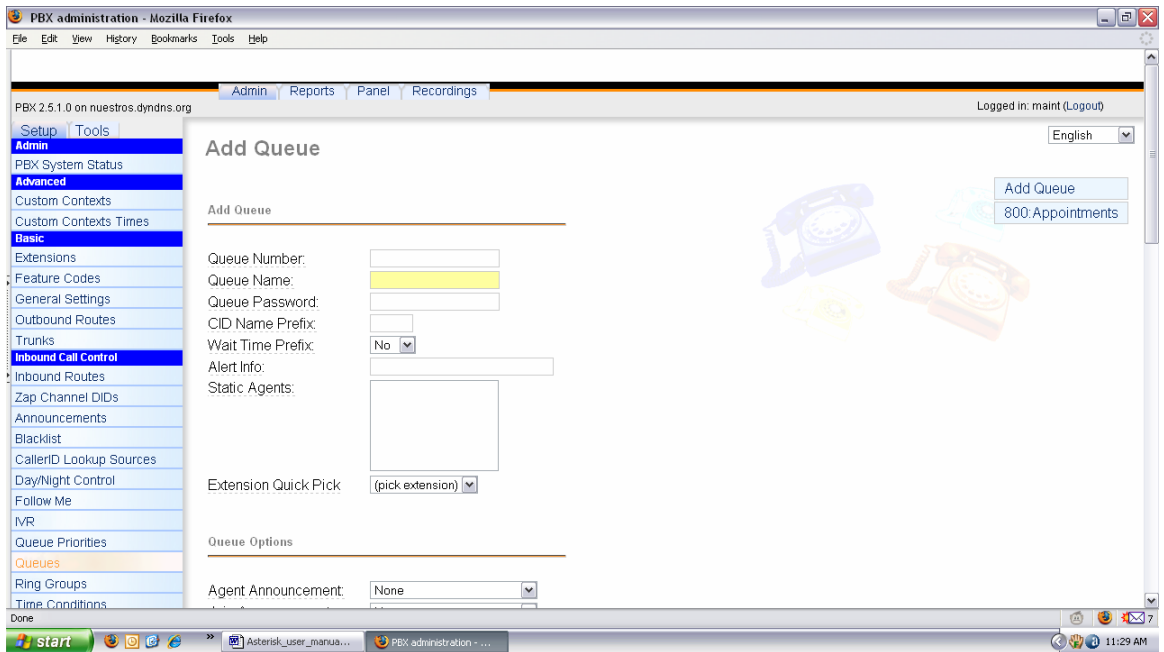 PBX administration - Mozilla Firefox
File Edit View History Bookmarks Tools Help
Admin Reports Panel Recordings
PBX 2.5.1.0 on nuestros.dyndns.org
Logged in: maint (Logout)
Setup Tools
English
Admin
PBX System Status
Advanced
Custom Contexts
Custom Contexts Times
Basic
Extensions
Feature Codes
General Settings
Outbound Routes
Trunks
Inbound Call Control
Inbound Routes
Zap Channel DIDs
Announcements
Blacklist
CallerID Lookup Sources
Day/Night Control
Follow Me
IVR
Queue Priorities
Queues
Ring Groups
Time Conditions
Add Queue
Add Queue
Queue Number:
Queue Name:
Queue Password:
CID Name Prefix:
Wait Time Prefix: No
Alert Info:
Static Agents:
Extension Quick Pick (pick extension)
Queue Options
Agent Announcement: None
Add Queue
800:Appointments
Done
7
start
» Asterisk_user_manua...
PBX administration - ...
11:29 AM